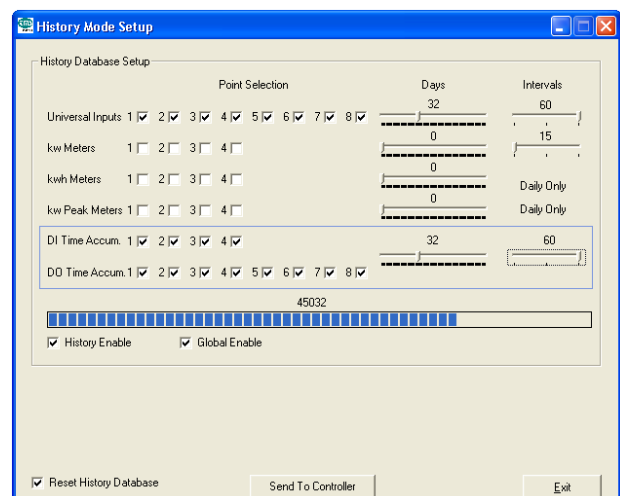 History Mode Setup
History Database Setup
Point Selection Days Intervals
32 60
Universal Inputs 1 2 3 4 5 6 7 8
0 15
kw Meters 1 2 3 4
0
kwh Meters 1 2 3 4 Daily Only
0
kw Peak Meters 1 2 3 4 Daily Only
DI Time Accum. 1 2 3 4 32 60
DO Time Accum. 1 2 3 4 5 6 7 8
45032
History Enable Global Enable
Reset History Database Send To Controller Exit